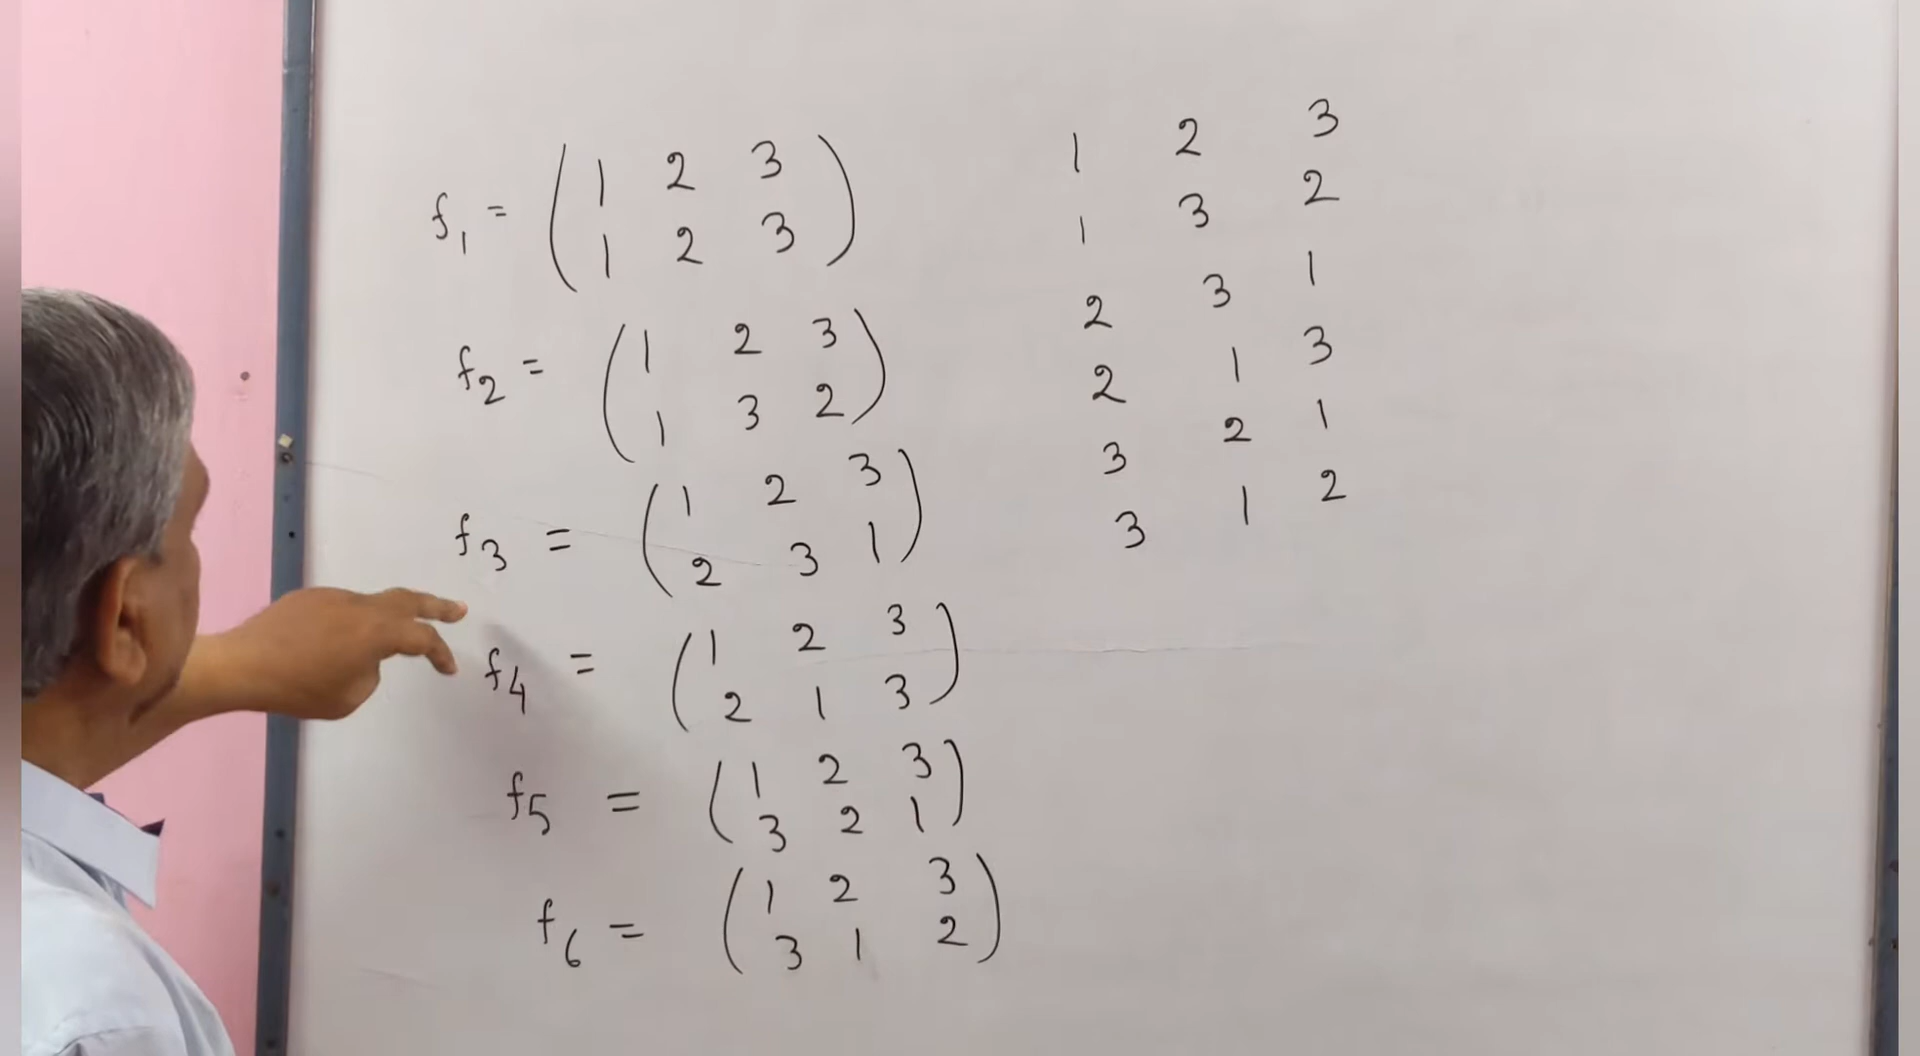 f₁ = ( 1 2 3 )
( 1 2 3 )
f₂ = ( 1 2 3 )
( 1 3 2 )
f₃ = ( 1 2 3 )
( 2 3 1 )
f₄ = ( 1 2 3 )
( 2 1 3 )
f₅ = ( 1 2 3 )
( 3 2 1 )
f₆ = ( 1 2 3 )
( 3 1 2 )
1 2 3
1 3 2
2 3 1
2 1 3
3 2 1
3 1 2